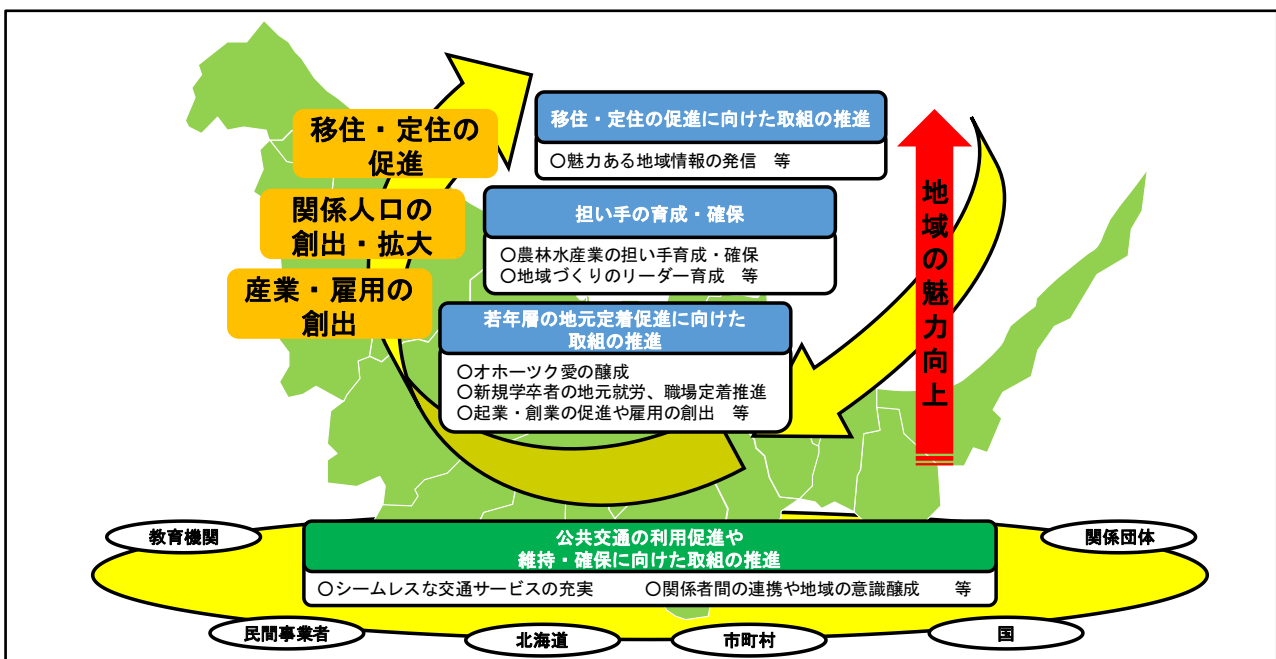 移住・定住の
促進
関係人口の
創出・拡大
産業・雇用の
創出
移住・定住の促進に向けた取組の推進
○魅力ある地域情報の発信　等
担い手の育成・確保
○農林水産業の担い手育成・確保
○地域づくりのリーダー育成　等
若年層の地元定着促進に向けた
取組の推進
○オホーツク愛の醸成
○新規学卒者の地元就労、職場定着推進
○起業・創業の促進や雇用の創出　等
地域の魅力向上
公共交通の利用促進や
維持・確保に向けた取組の推進
○シームレスな交通サービスの充実　　○関係者間の連携や地域の意識醸成　等
教育機関
関係団体
民間事業者
北海道
市町村
国